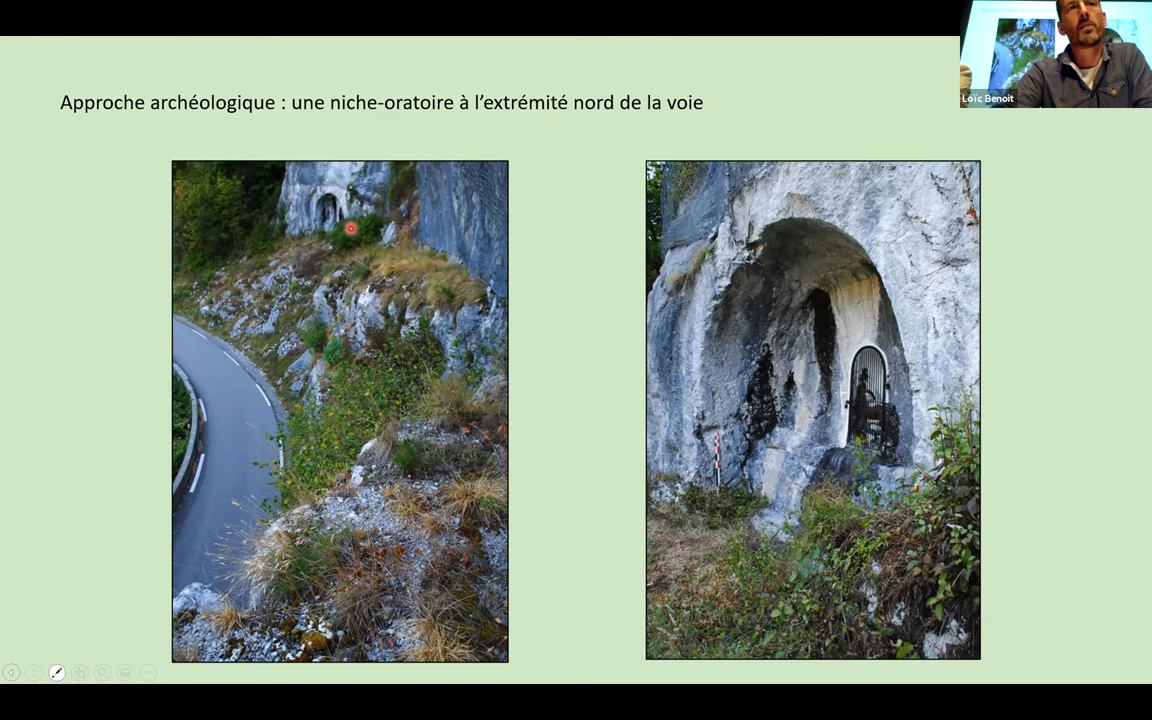 Approche archéologique : une niche-oratoire à l’extrémité nord de la voie
Loïc Benoit